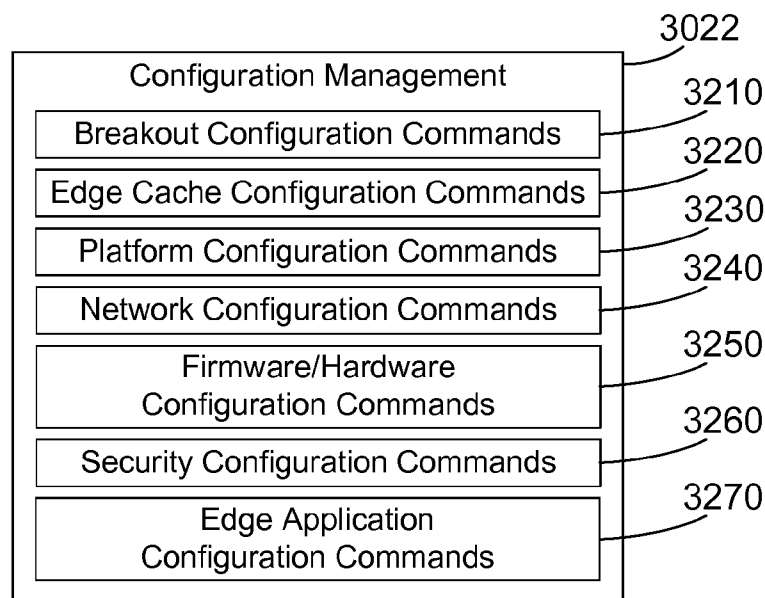 3022
Configuration Management
3210
Breakout Configuration Commands
3220
Edge Cache Configuration Commands
3230
Platform Configuration Commands
3240
Network Configuration Commands
3250
Firmware/Hardware
Configuration Commands
3260
Security Configuration Commands
3270
Edge Application
Configuration Commands